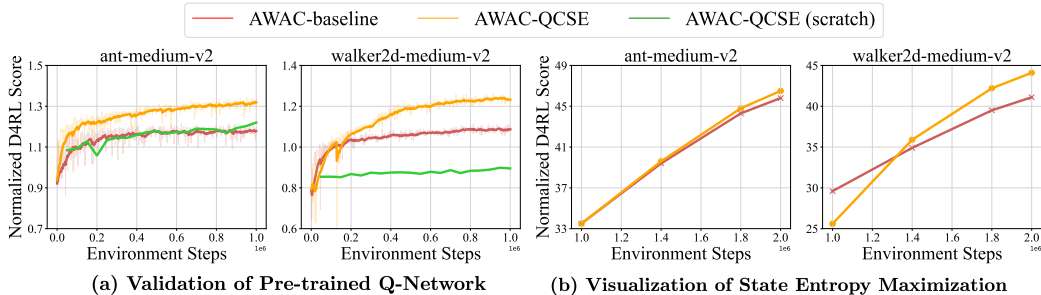 AWAC-baseline AWAC-QCSE AWAC-QCSE (scratch)
ant-medium-v2 walker2d-medium-v2 ant-medium-v2 walker2d-medium-v2
Normalized D4RL Score
1.5
1.3
1.1
0.9
0.7
0.0 0.2 0.4 0.6 0.8 1.0
1e6
Environment Steps
1.4
1.2
1.0
0.8
0.6
0.0 0.2 0.4 0.6 0.8 1.0
1e6
Environment Steps
Normalized D4RL Score
49
45
41
37
33
1.0 1.2 1.4 1.6 1.8 2.0
1e6
Environment Steps
45
40
35
30
25
1.0 1.2 1.4 1.6 1.8 2.0
1e6
Environment Steps
(a) Validation of Pre-trained Q-Network
(b) Visualization of State Entropy Maximization